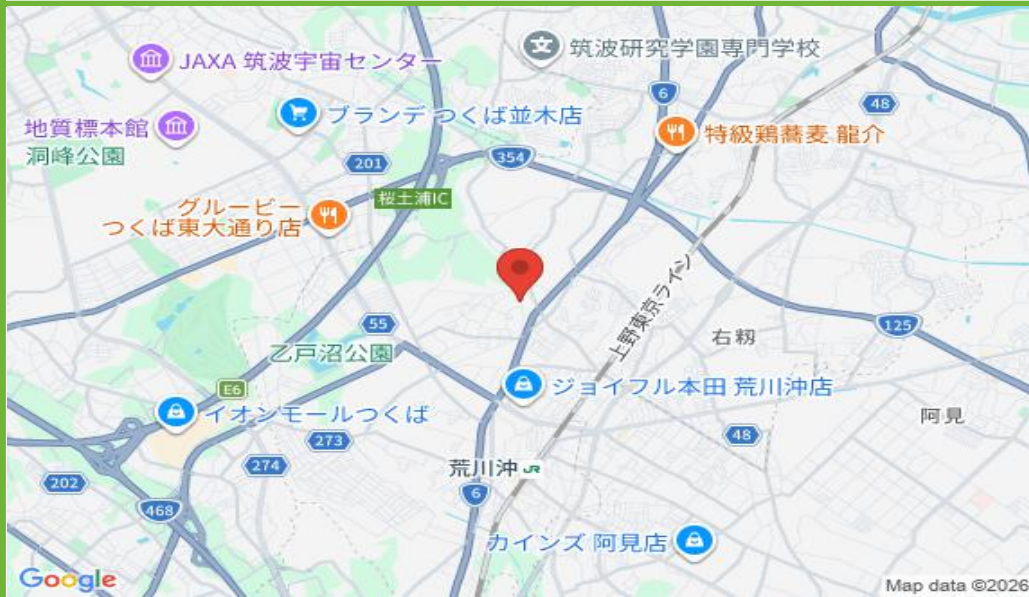 JAXA 筑波宇宙センター
筑波研究学園専門学校
6
48
ブランデ つくば並木店
地質標本館
洞峰公園
特級鶏蕎麦 龍介
201
354
桜土浦IC
グルービー
つくば東大通り店
上野東京ライン
125
55
右籾
乙戸沼公園
E6
ジョイフル本田 荒川沖店
イオンモールつくば
阿見
273
48
274
荒川沖 JR
202
6
468
カインズ 阿見店
Google
Map data ©2026